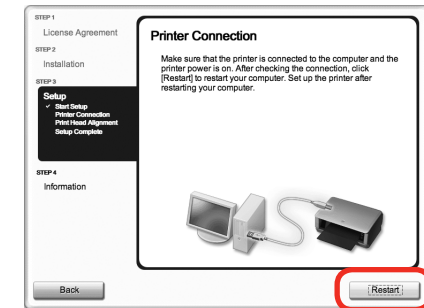 STEP 1
License Agreement
STEP 2
Installation
STEP 3
Setup
✓ Start Setup
Printer Connection
Print Head Alignment
Setup Complete
STEP 4
Information
Printer Connection
Make sure that the printer is connected to the computer and the
printer power is on. After checking the connection, click
[Restart] to restart your computer. Set up the printer after
restarting your computer.
Back
Restart